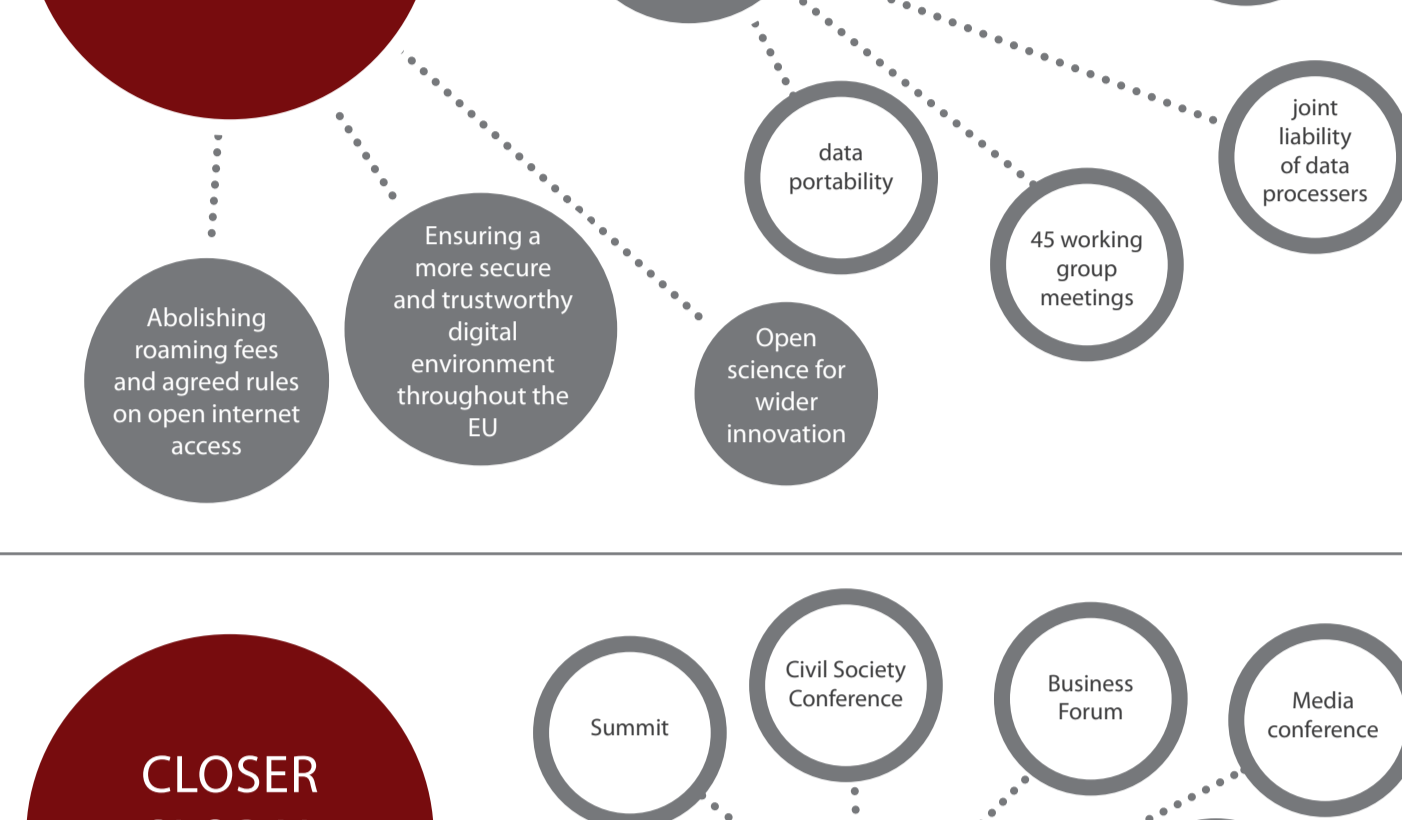 data
portability
joint
liability
of data
processers
45 working
group
meetings
Abolishing
roaming fees
and agreed rules
on open internet
access
Ensuring a
more secure
and trustworthy
digital
environment
throughout the
EU
Open
science for
wider
innovation
Summit
Civil Society
Conference
Business
Forum
Media
conference
CLOSER